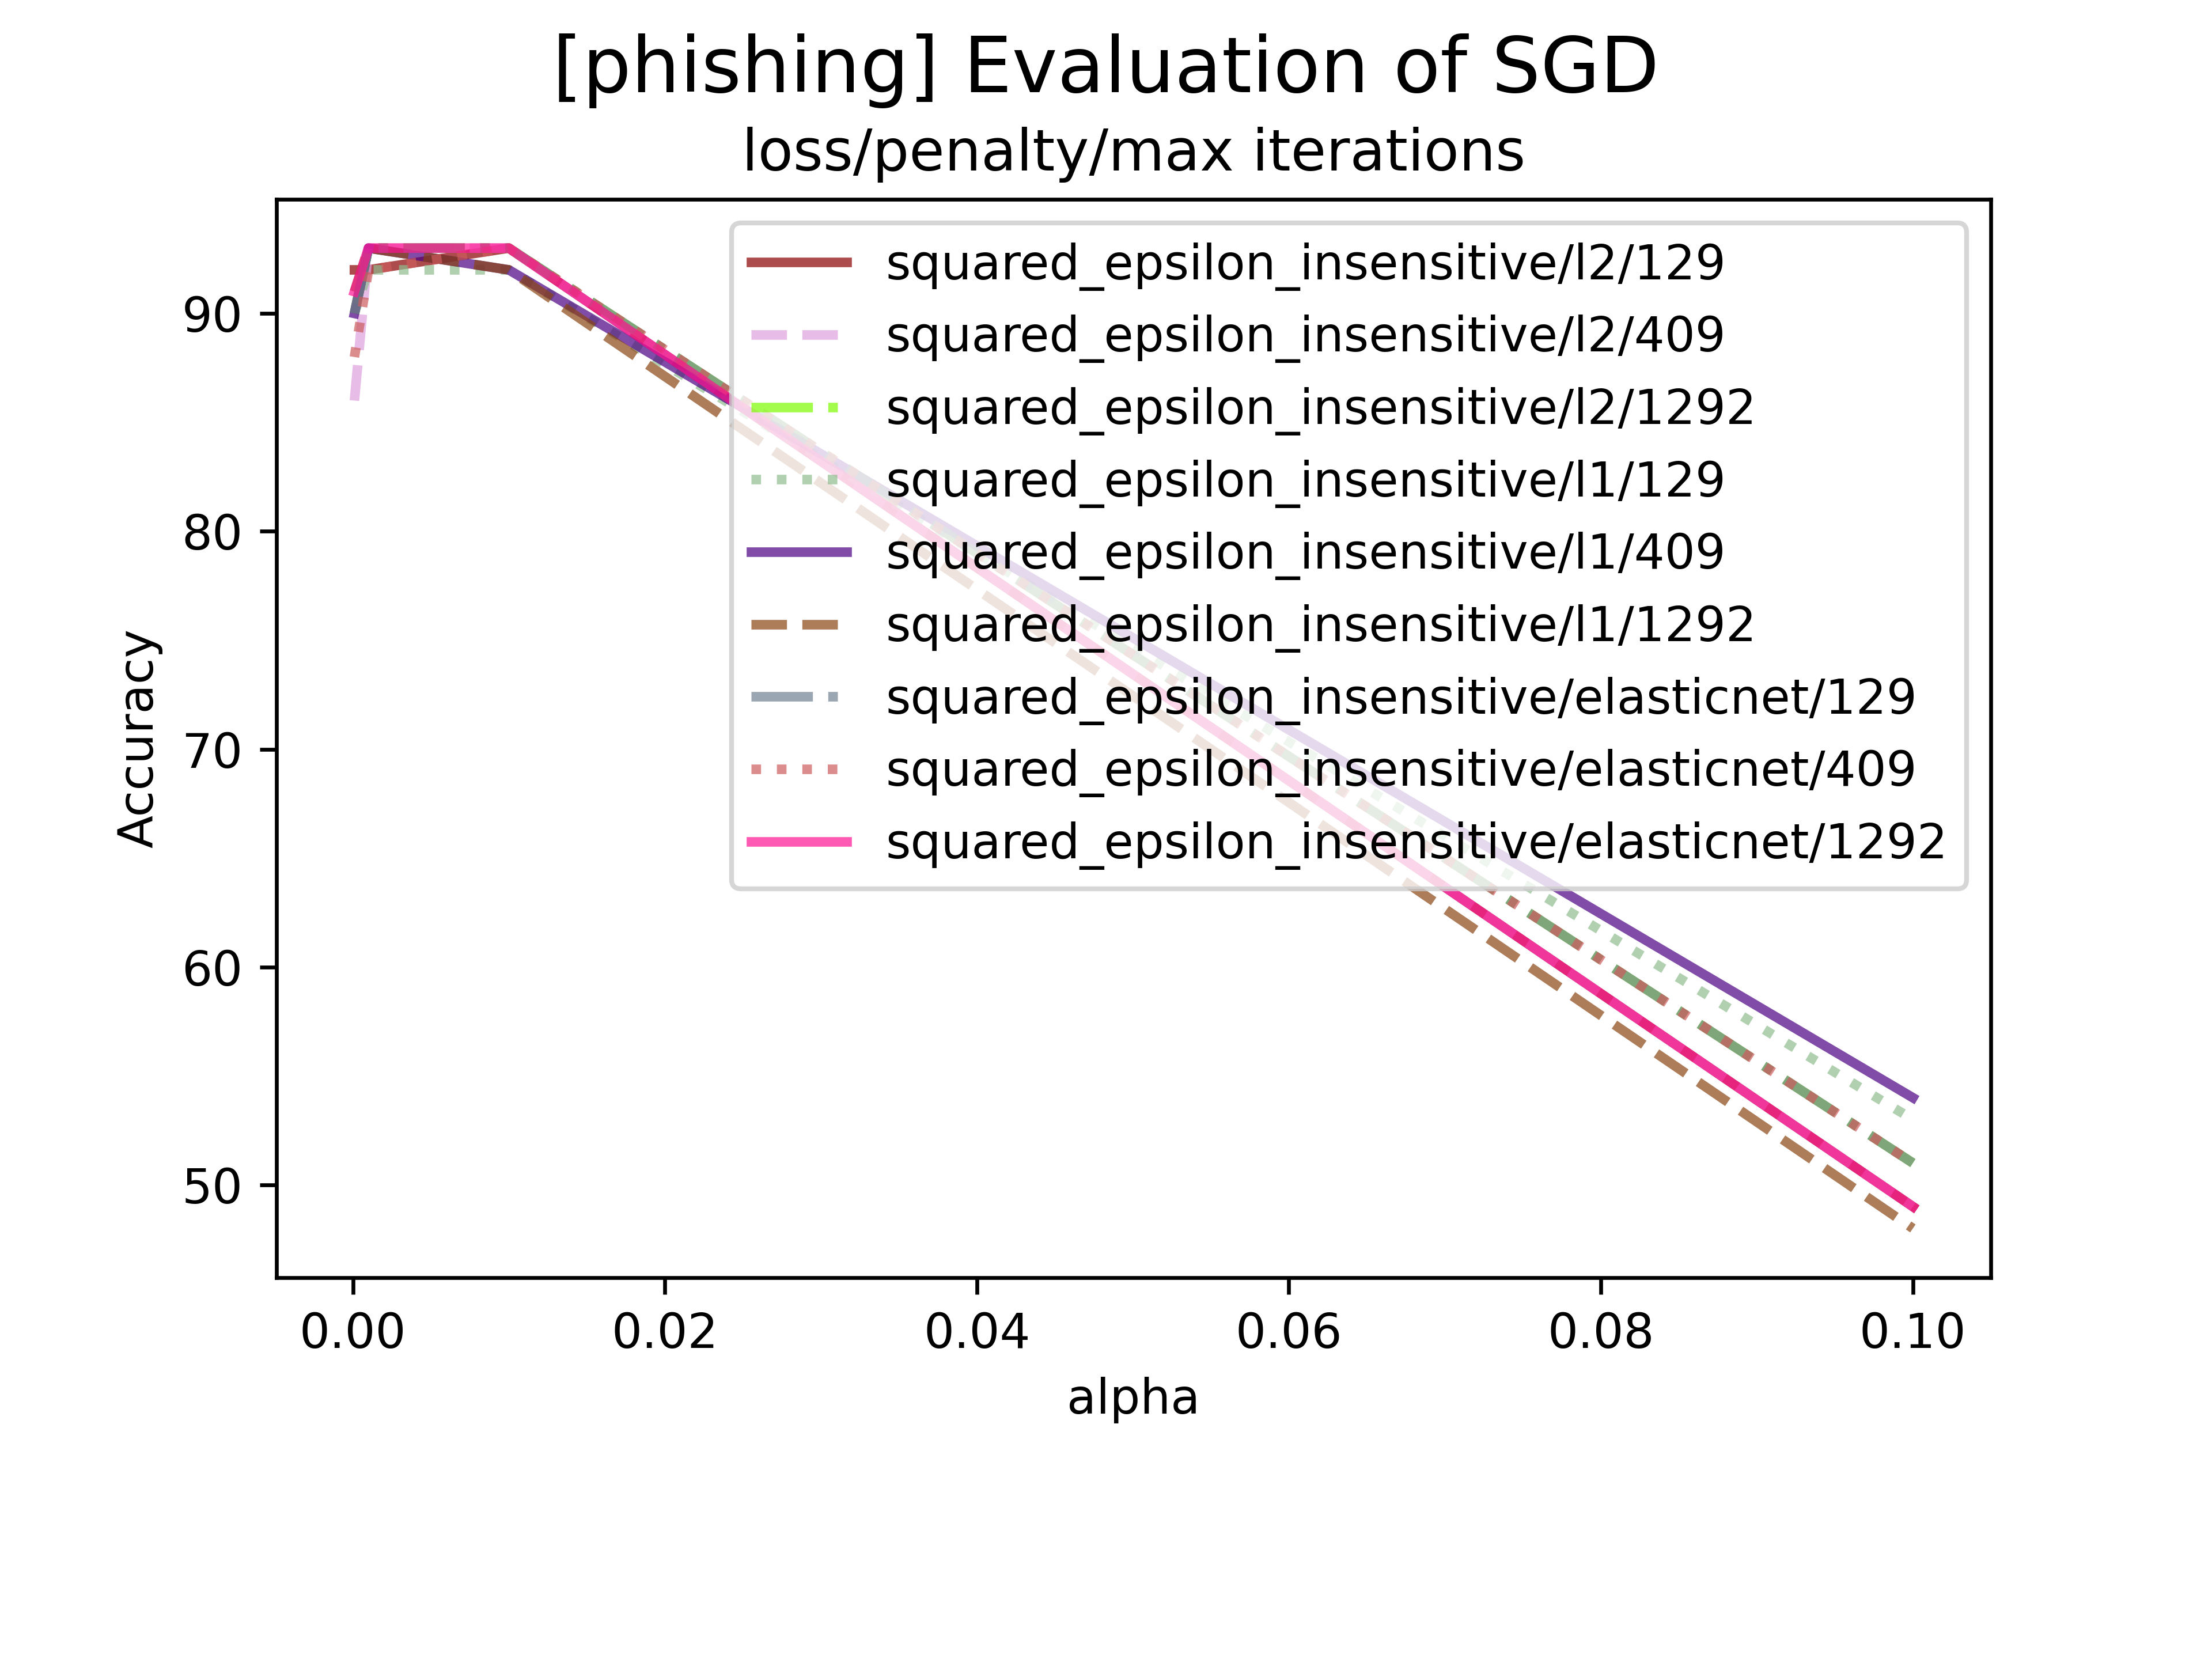 [phishing] Evaluation of SGD
loss/penalty/max iterations
squared_epsilon_insensitive/l2/129
squared_epsilon_insensitive/l2/409
squared_epsilon_insensitive/l2/1292
squared_epsilon_insensitive/l1/129
squared_epsilon_insensitive/l1/409
squared_epsilon_insensitive/l1/1292
squared_epsilon_insensitive/elasticnet/129
squared_epsilon_insensitive/elasticnet/409
squared_epsilon_insensitive/elasticnet/1292
Accuracy
90
80
70
60
50
0.00 0.02 0.04 0.06 0.08 0.10
alpha